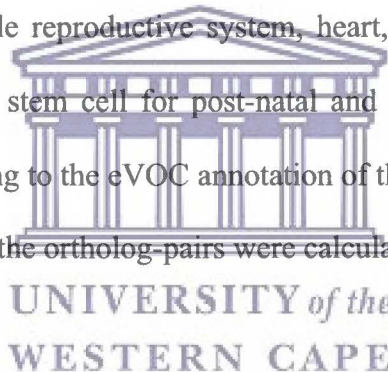 le reproductive system, heart,
stem cell for post-natal and
ng to the eVOC annotation of th
the ortholog-pairs were calcula
UNIVERSITY of the
WESTERN CAPE